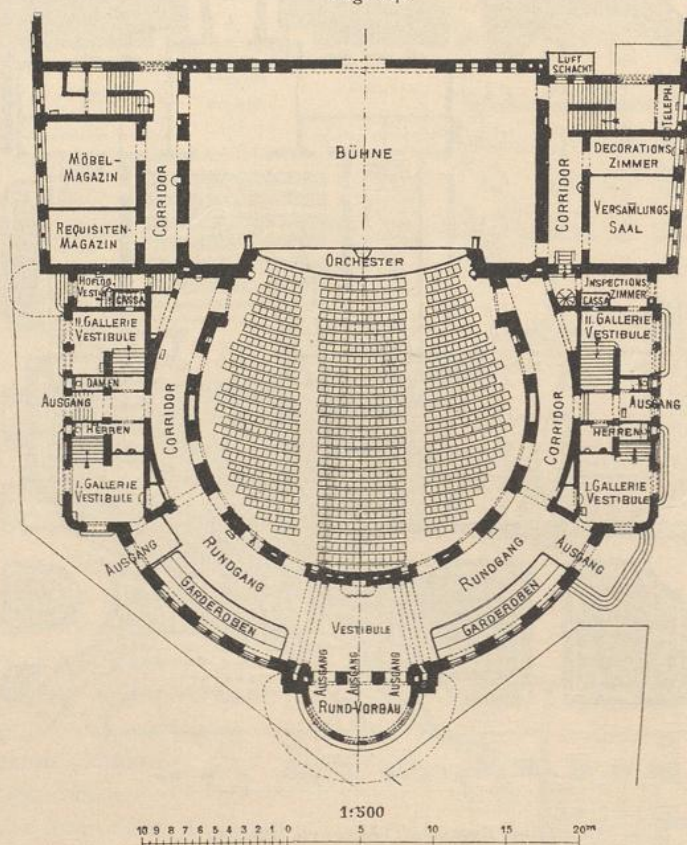 LUFT
SCHACHT
TELEPH.
MÖBEL-
MAGAZIN
CORRIDOR
BÜHNE
CORRIDOR
DECORATIONS
ZIMMER
REQUISITEN-
MAGAZIN
VERSAMLUNGS
SAAL
ORCHESTER
HOFLOG.
VESTIB.
CASSA
INSPECTIONS
ZIMMER
CASSA
II. GALLERIE
VESTIBULE
II. GALLERIE
VESTIBULE
DAMEN
AUSGANG
AUSGANG
CORRIDOR
CORRIDOR
HERREN
HERREN
I. GALLERIE
VESTIBULE
I. GALLERIE
VESTIBULE
AUSGANG
RUNDGANG
RUNDGANG
AUSGANG
GARDEROBEN
GARDEROBEN
VESTIBULE
AUSGANG
AUSGANG
AUSGANG
RUND-VORBAU
1:500
10 9 8 7 6 5 4 3 2 1 0 5 10 15 20m